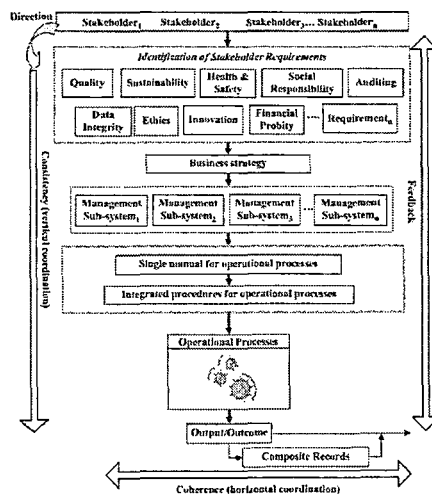 Direction
Stakeholder1 Stakeholder2 Stakeholder3... Stakeholdern
Identification of Stakeholder Requirements
Quality
Sustainability
Health &
Safety
Social
Responsibility
Auditing
Data
Integrity
Ethics
Innovation
Financial
Probity
...
Requirementn
Business strategy
Management
Sub-system1
Management
Sub-system2
Management
Sub-system3
...
Management
Sub-systemn
Single manual for operational processes
Integrated procedures for operational processes
Operational Processes
Output/Outcome
Composite Records
Coherence (horizontal coordination)
Consistency (vertical coordination)
Feedback